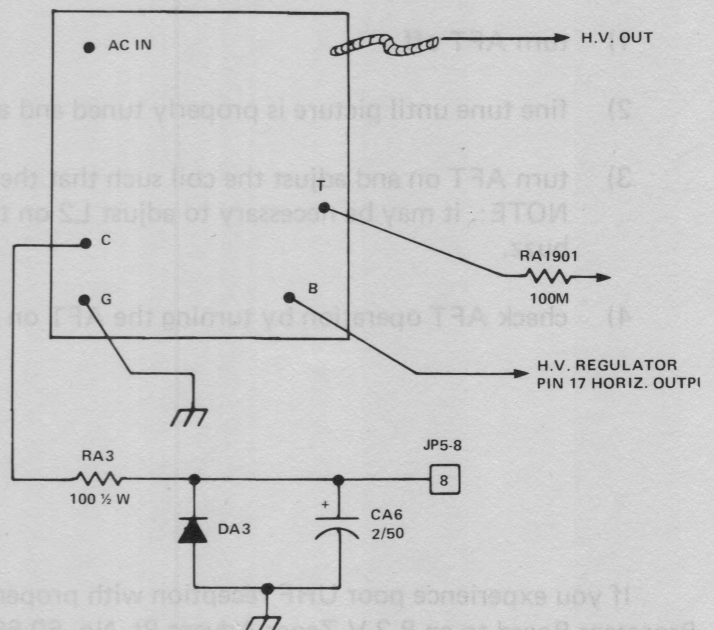 AC IN
H.V. OUT
T
C
RA1901
100M
G
B
H.V. REGULATOR
PIN 17 HORIZ. OUTP
JP5-8
RA3
8
100 ½ W
+
CA6
2/50
DA3